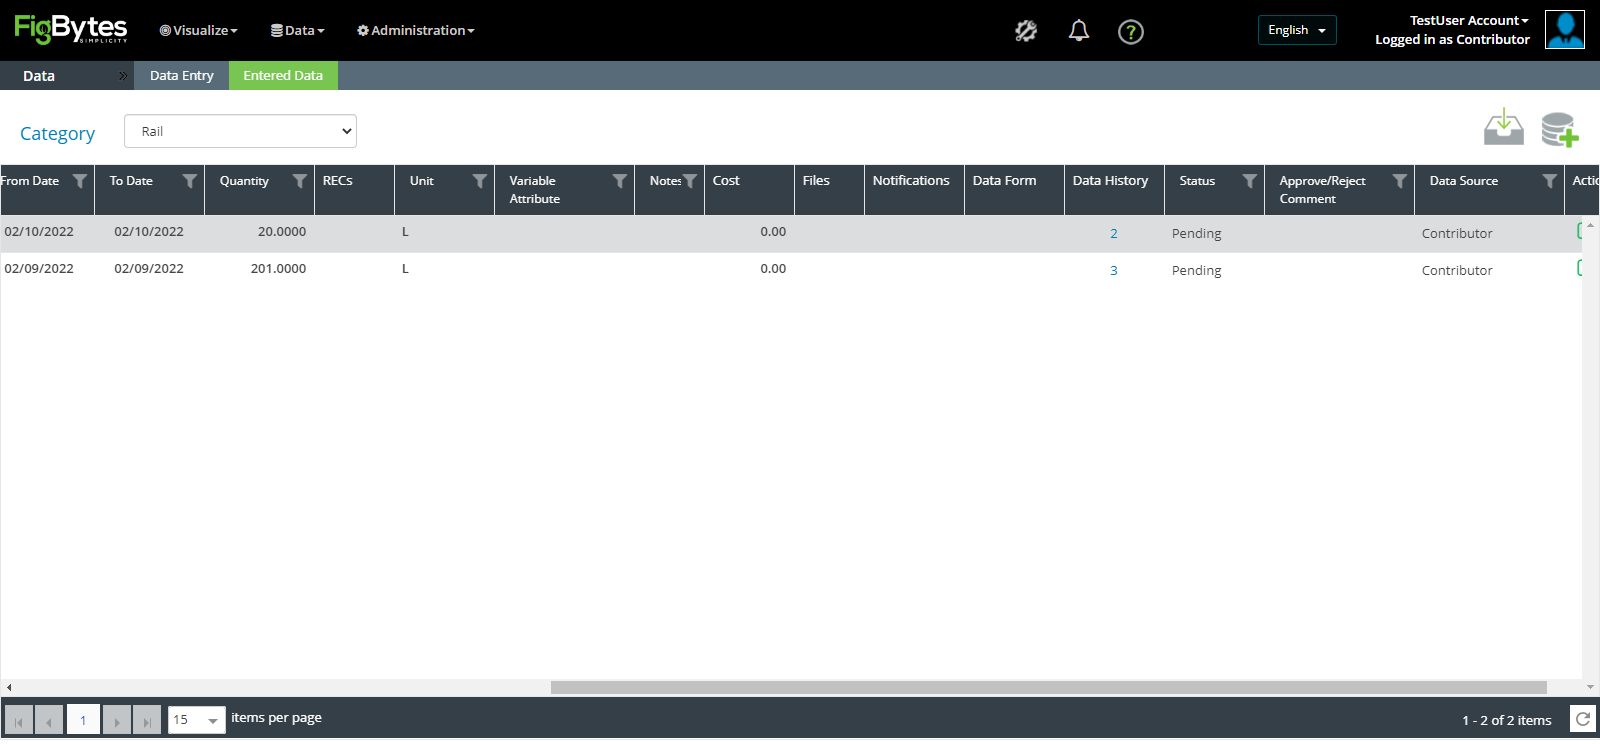 FigBytes
SIMPLICITY
Visualize
Data
Administration
English
TestUser Account
Logged in as Contributor
Data
Data Entry
Entered Data
Category
Rail
From Date
To Date
Quantity
RECs
Unit
Variable
Attribute
Notes
Cost
Files
Notifications
Data Form
Data History
Status
Approve/Reject
Comment
Data Source
Actio
02/10/2022 02/10/2022 20.0000 L 0.00 2 Pending Contributor
02/09/2022 02/09/2022 201.0000 L 0.00 3 Pending Contributor
1
15
items per page
1 - 2 of 2 items